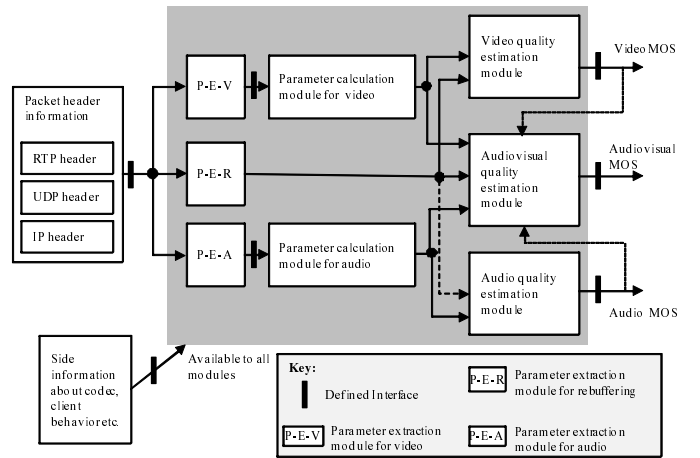 Packet header
information
RTP header
UDP header
IP header
P-E-V
P-E-R
P-E-A
Parameter calculation
module for video
Parameter calculation
module for audio
Video quality
estimation
module
Audiovisual
quality
estimation
module
Audio quality
estimation
module
Video MOS
Audiovisual
MOS
Audio MOS
Side
information
about codec,
client
behavior etc.
Available to all
modules
Key:
Defined Interface
P-E-V
Parameter extraction
module for video
P-E-R
Parameter extraction
module for rebuffering
P-E-A
Parameter extraction
module for audio